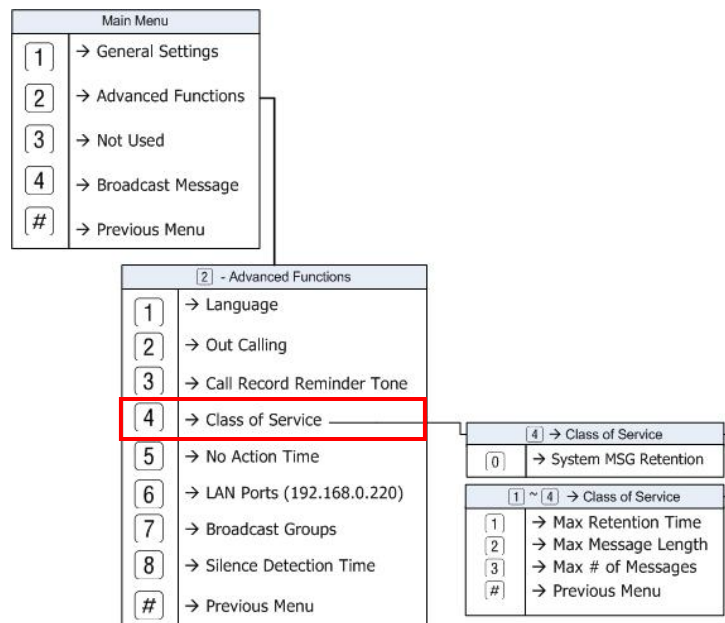 Main Menu
1 → General Settings
2 → Advanced Functions
3 → Not Used
4 → Broadcast Message
# → Previous Menu
2 - Advanced Functions
1 → Language
2 → Out Calling
3 → Call Record Reminder Tone
4 → Class of Service
5 → No Action Time
6 → LAN Ports (192.168.0.220)
7 → Broadcast Groups
8 → Silence Detection Time
# → Previous Menu
4 → Class of Service
0 → System MSG Retention
1 ~ 4 → Class of Service
1 → Max Retention Time
2 → Max Message Length
3 → Max # of Messages
# → Previous Menu